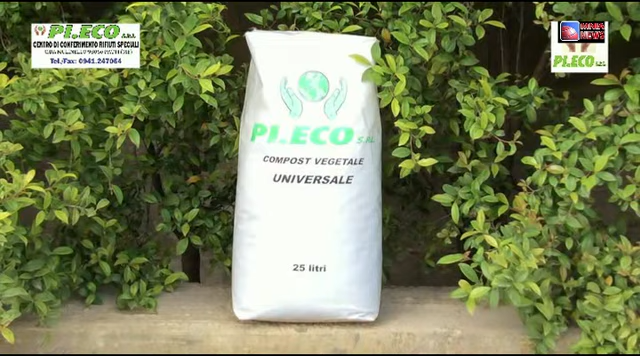 PI.ECO S.R.L.
CENTRO DI CONFERIMENTO RIFIUTI SPECIALI
Tel./Fax: 0941.247064
NEWS
PI.ECO s.r.l.
PI.ECO S.R.L.
COMPOST VEGETALE
UNIVERSALE
25 litri